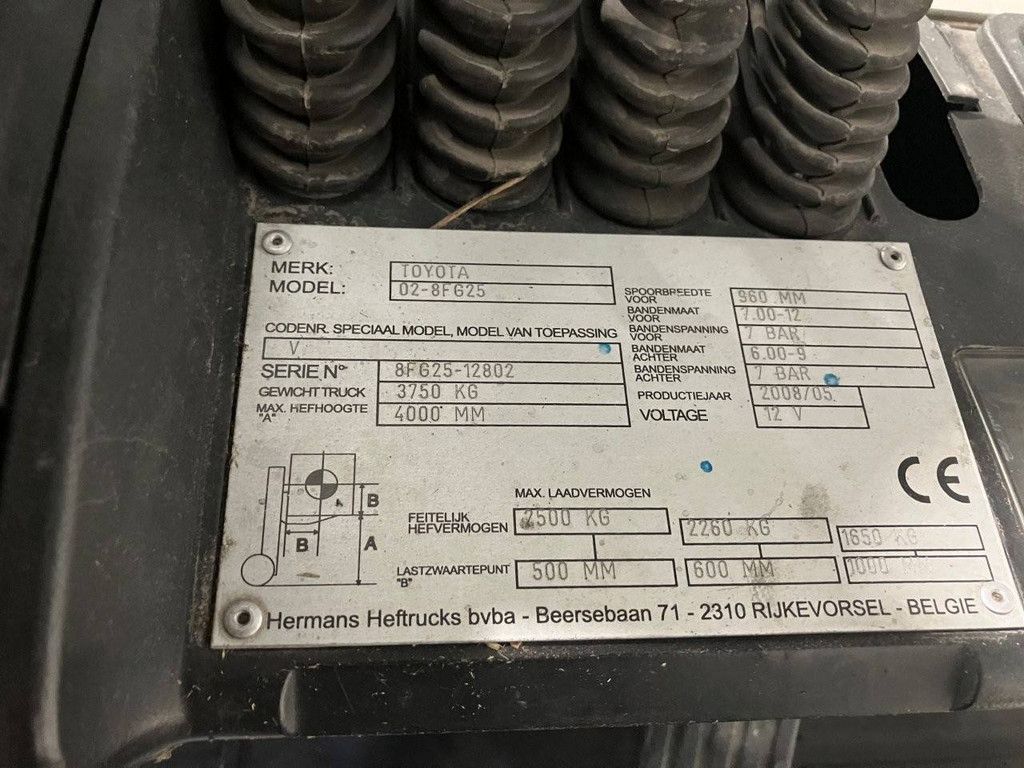 MERK: TOYOTA
MODEL: 02-8FG25
CODENR. SPECIAAL MODEL, MODEL VAN TOEPASSING
V
SERIE Nº 8FG25-12802
GEWICHT TRUCK 3750 KG
MAX. HEFHOOGTE "A" 4000 MM
SPOORBREEDTE VOOR 960 MM
BANDENMAAT VOOR 7.00-12
BANDENSPANNING VOOR 7 BAR
BANDENMAAT ACHTER 6.00-9
BANDENSPANNING ACHTER 7 BAR
PRODUCTIEJAAR 2008/05
VOLTAGE 12 V
CE
B
B
A
MAX. LAADVERMOGEN
FEITELIJK HEFVERMOGEN 2500 KG 2260 KG 1650 KG
LASTZWAARTEPUNT "B" 500 MM 600 MM 1000
Hermans Heftrucks bvba - Beersebaan 71 - 2310 RIJKEVORSEL - BELGIE